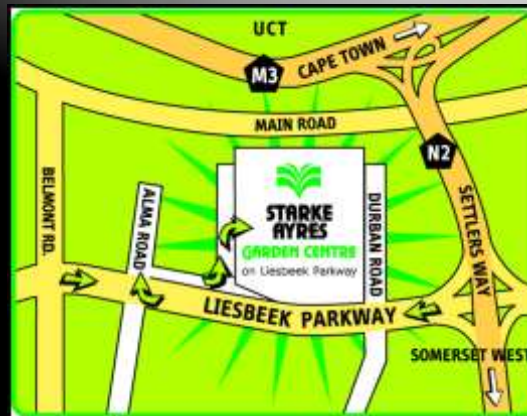 UCT
M3
CAPE TOWN
MAIN ROAD
N2
BELMONT RD.
ALMA ROAD
STARKE
AYRES
GARDEN CENTRE
on Liesbeek Parkway
DURBAN ROAD
SETTLERS WAY
LIESBEEK PARKWAY
SOMERSET WEST